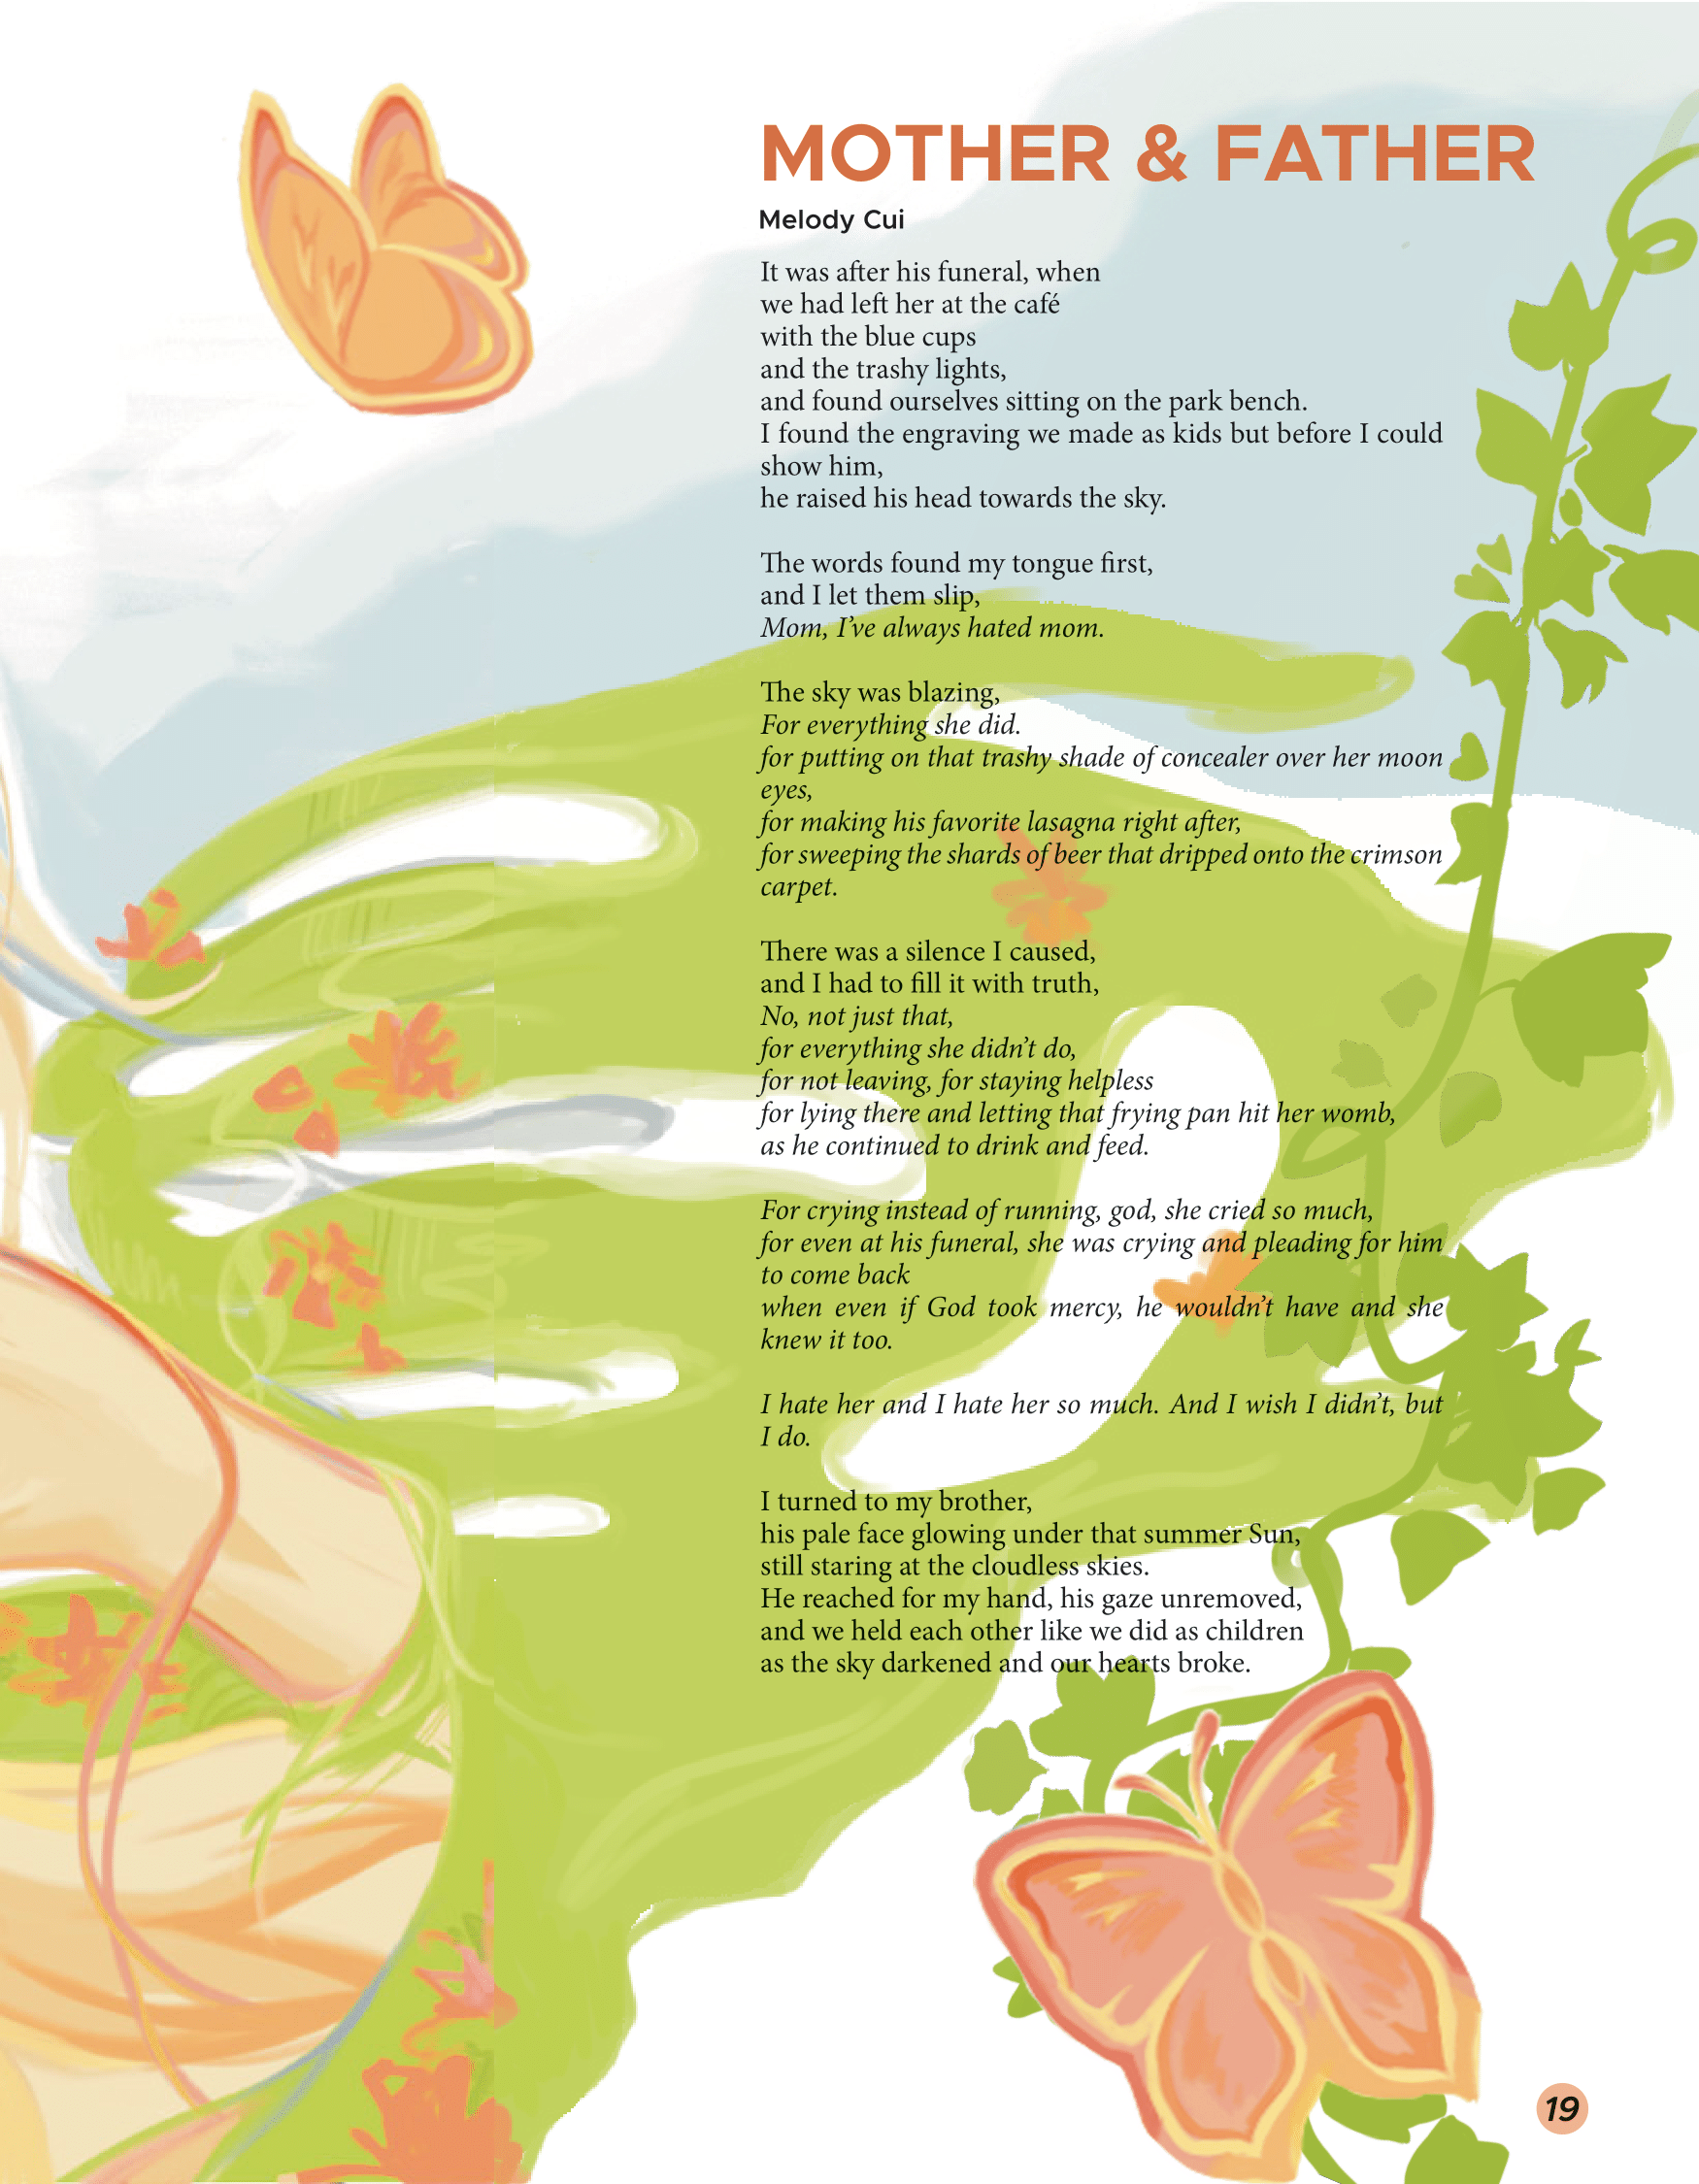 MOTHER & FATHER
Melody Cui
It was after his funeral, when
we had left her at the café
with the blue cups
and the trashy lights,
and found ourselves sitting on the park bench.
I found the engraving we made as kids but before I could
show him,
he raised his head towards the sky.
The words found my tongue first,
and I let them slip,
Mom, I’ve always hated mom.
The sky was blazing,
For everything she did.
for putting on that trashy shade of concealer over her moon
eyes,
for making his favorite lasagna right after,
for sweeping the shards of beer that dripped onto the crimson
carpet.
There was a silence I caused,
and I had to fill it with truth,
No, not just that,
for everything she didn’t do,
for not leaving, for staying helpless
for lying there and letting that frying pan hit her womb,
as he continued to drink and feed.
For crying instead of running, god, she cried so much,
for even at his funeral, she was crying and pleading for him
to come back
when even if God took mercy, he wouldn’t have and she
knew it too.
I hate her and I hate her so much. And I wish I didn’t, but
I do.
I turned to my brother,
his pale face glowing under that summer Sun,
still staring at the cloudless skies.
He reached for my hand, his gaze unremoved,
and we held each other like we did as children
as the sky darkened and our hearts broke.
19